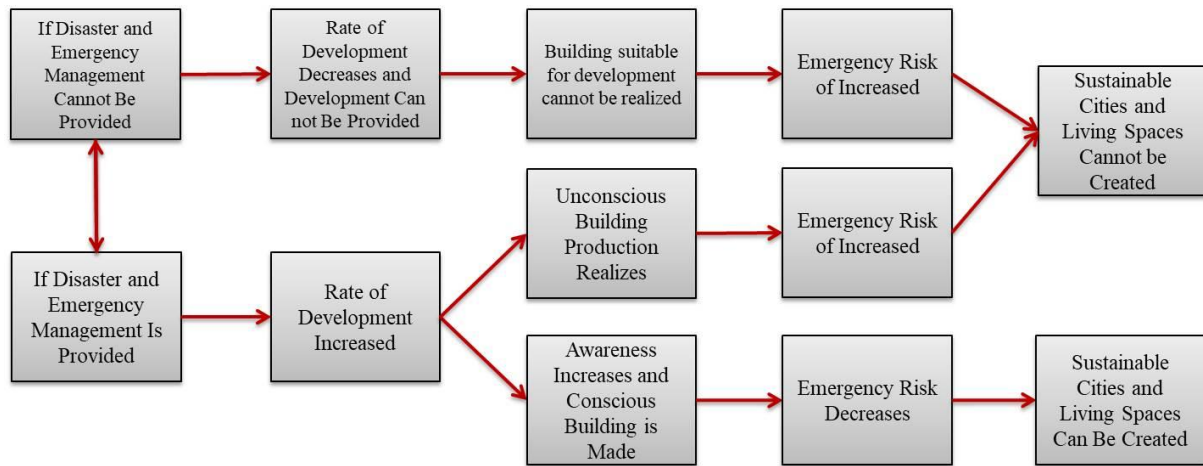 If Disaster and
Emergency
Management
Cannot Be
Provided
Rate of
Development
Decreases and
Development Can
not Be Provided
Building suitable
for development
cannot be realized
Emergency Risk
of Increased
Sustainable
Cities and
Living Spaces
Cannot be
Created
If Disaster and
Emergency
Management Is
Provided
Rate of
Development
Increased
Unconscious
Building
Production
Realizes
Emergency Risk
of Increased
Awareness
Increases and
Conscious
Building is
Made
Emergency Risk
Decreases
Sustainable
Cities and
Living Spaces
Can Be Created